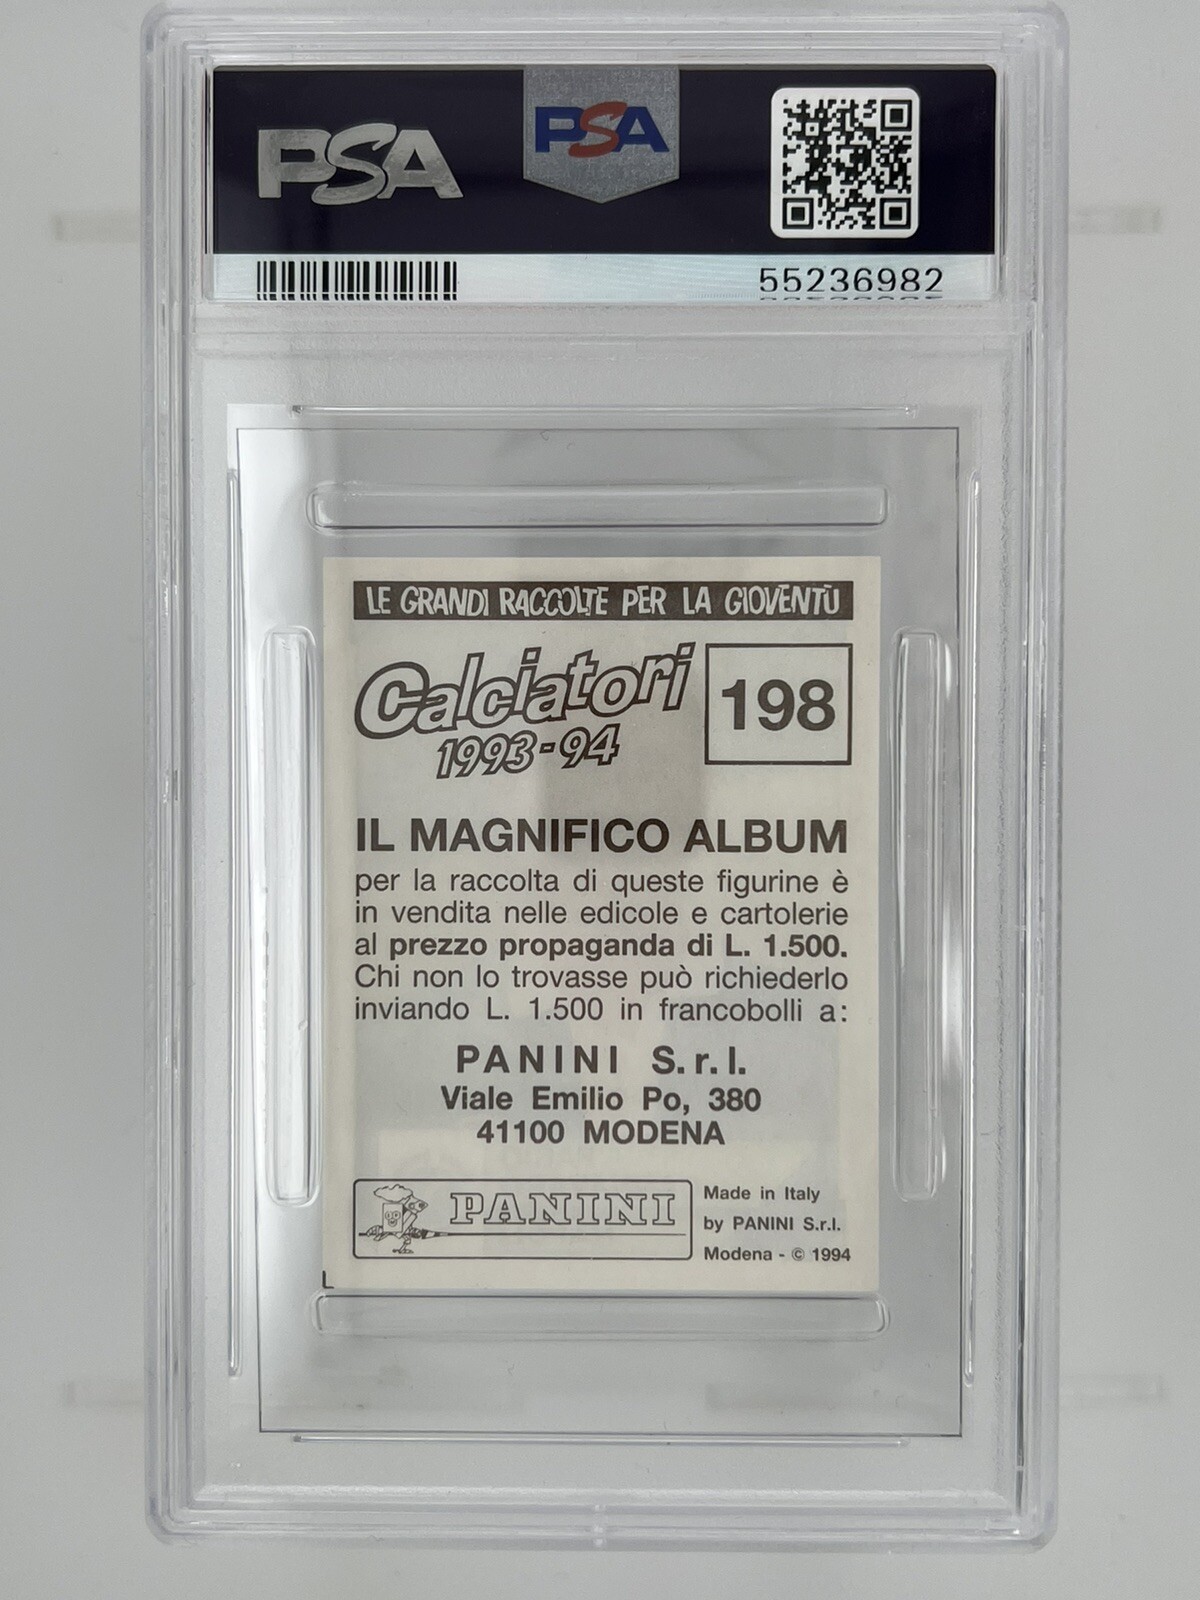 PSA
PSA
55236982
LE GRANDI RACCOLTE PER LA GIOVENTÙ
Calciatori
1993-94
198
IL MAGNIFICO ALBUM
per la raccolta di queste figurine è
in vendita nelle edicole e cartolerie
al prezzo propaganda di L. 1.500.
Chi non lo trovasse può richiederlo
inviando L. 1.500 in francobolli a:
PANINI S.r.l.
Viale Emilio Po, 380
41100 MODENA
PANINI
Made in Italy
by PANINI S.r.l.
Modena - © 1994
L